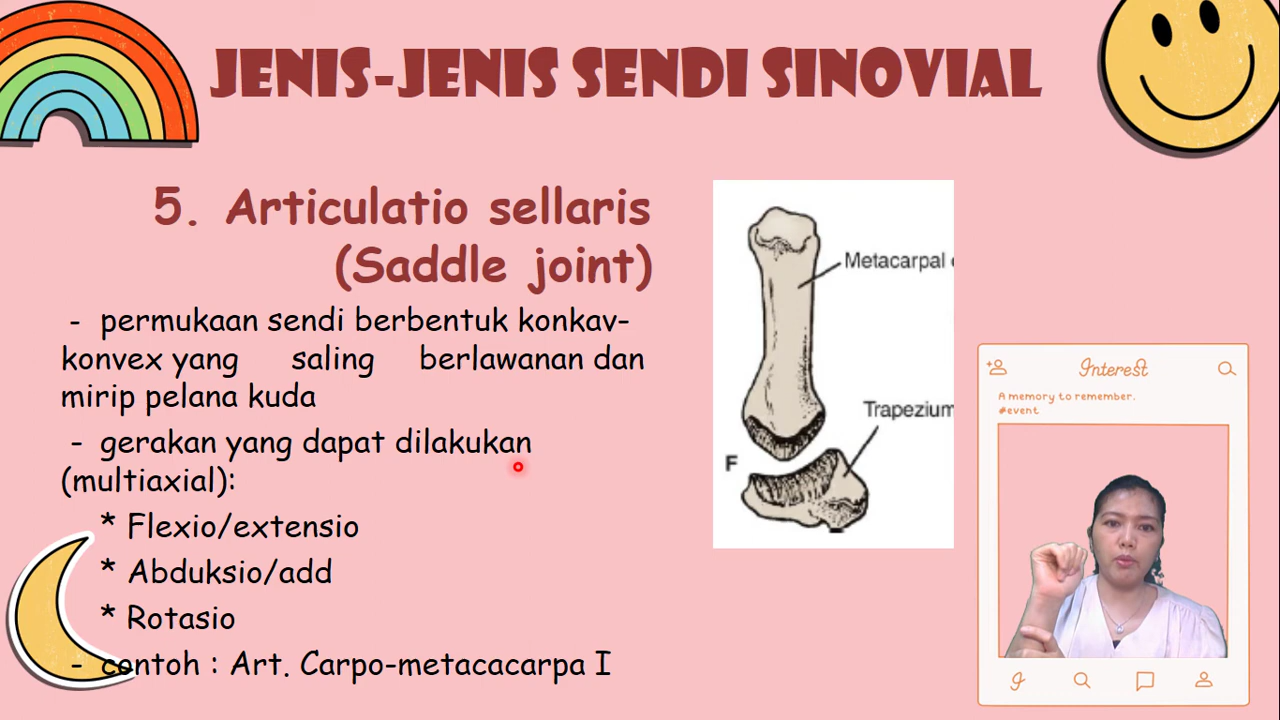 JENIS-JENIS SENDI SINOVIAL
5. Articulatio sellaris
(Saddle joint)
- permukaan sendi berbentuk konkav-
konvex yang saling berlawanan dan
mirip pelana kuda
- gerakan yang dapat dilakukan
(multiaxial):
* Flexio/extensio
* Abduksio/add
* Rotasio
- contoh : Art. Carpo-metacacarpa I
Metacarpal
Trapezium
F
Interest
A memory to remember.
#event